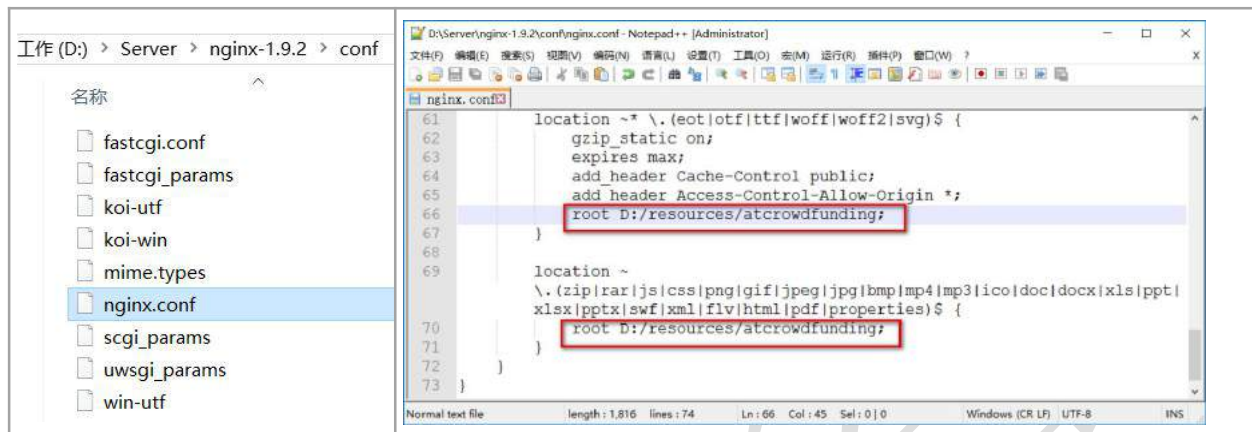 工作 (D:) > Server > nginx-1.9.2 > conf
名称
fastcgi.conf
fastcgi_params
koi-utf
koi-win
mime.types
nginx.conf
scgi_params
uwsgi_params
win-utf
D:\Server\nginx-1.9.2\conf\nginx.conf - Notepad++ [Administrator]
文件(F) 编辑(E) 搜索(S) 视图(V) 编码(N) 语言(L) 设置(T) 工具(O) 宏(M) 运行(R) 插件(P) 窗口(W) ? X
nginx.conf
61 location ~* \.(eot|otf|ttf|woff|woff2|svg)$ {
62 gzip_static on;
63 expires max;
64 add_header Cache-Control public;
65 add_header Access-Control-Allow-Origin *;
66 root D:/resources/atcrowdfunding;
67 }
68
69 location ~
\.(zip|rar|js|css|png|gif|jpeg|jpg|bmp|mp4|mp3|ico|doc|docx|xls|ppt|
xlsx|pptx|swf|xml|flv|html|pdf|properties)$ {
70 root D:/resources/atcrowdfunding;
71 }
72 }
73 }
Normal text file length : 1,816 lines : 74 Ln : 66 Col : 45 Sel : 0 | 0 Windows (CR LF) UTF-8 INS